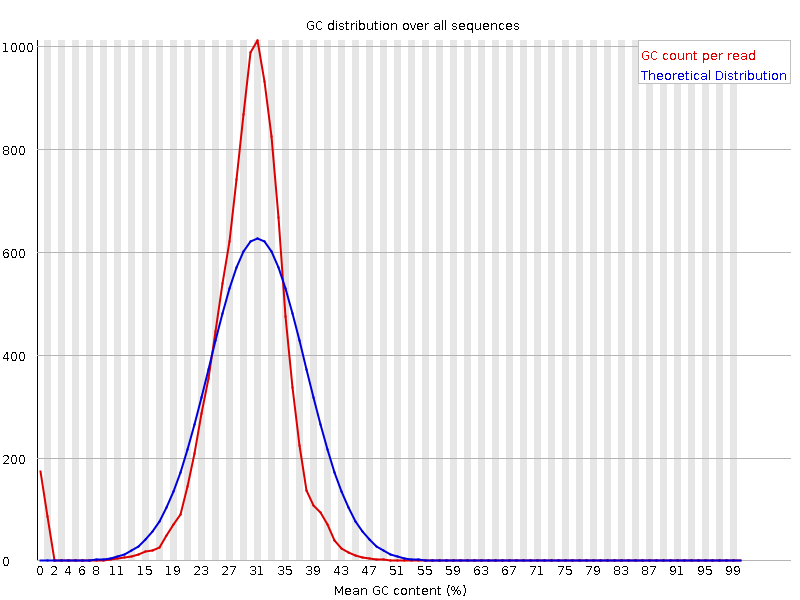 GC distribution over all sequences
1000
800
600
400
200
0
GC count per read
Theoretical Distribution
0 2 4 6 8 11 15 19 23 27 31 35 39 43 47 51 55 59 63 67 71 75 79 83 87 91 95 99
Mean GC content (%)